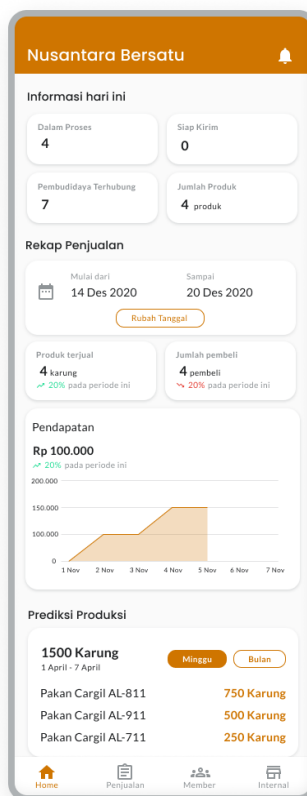 Nusantara Bersatu
Informasi hari ini
Dalam Proses
4
Siap Kirim
0
Pembudidaya Terhubung
7
Jumlah Produk
4 produk
Rekap Penjualan
Mulai dari
14 Des 2020
Sampai
20 Des 2020
Rubah Tanggal
Produk terjual
4 karung
20% pada periode ini
Jumlah pembeli
4 pembeli
20% pada periode ini
Pendapatan
Rp 100.000
20% pada periode ini
200.000
150.000
100.000
0
1 Nov 2 Nov 3 Nov 4 Nov 5 Nov 6 Nov 7 Nov
Prediksi Produksi
1500 Karung
1 April - 7 April
Minggu
Bulan
Pakan Cargil AL-811 750 Karung
Pakan Cargil AL-911 500 Karung
Pakan Cargil AL-711 250 Karung
Home Penjualan Member Internal